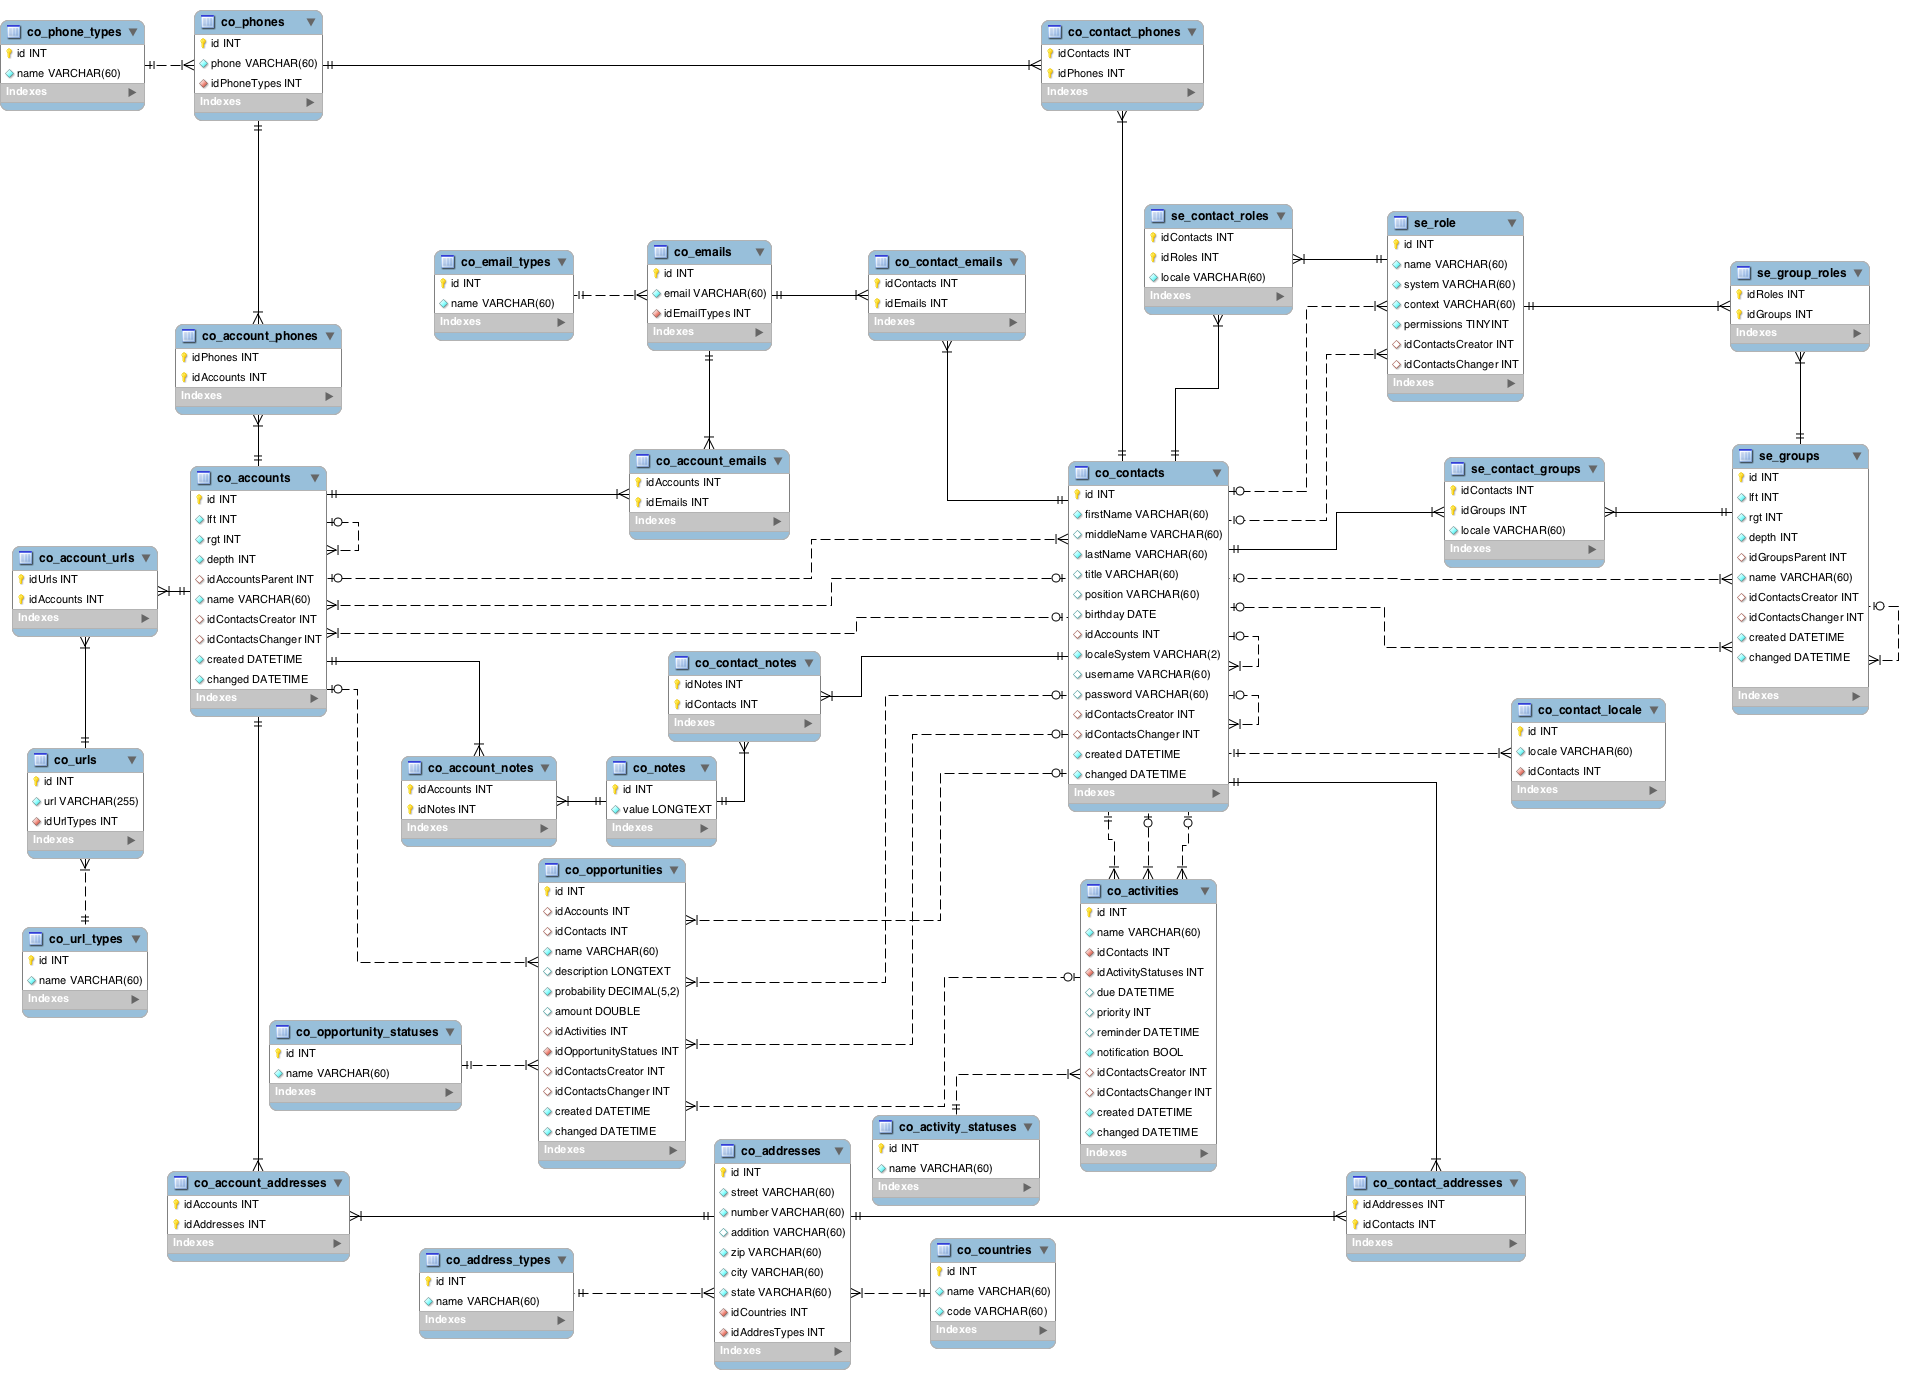 co_phone_types
id INT
name VARCHAR(60)
Indexes
co_phones
id INT
phone VARCHAR(60)
idPhoneTypes INT
Indexes
co_contact_phones
idContacts INT
idPhones INT
Indexes
se_contact_roles
idContacts INT
idRoles INT
locale VARCHAR(60)
Indexes
se_role
id INT
name VARCHAR(60)
system VARCHAR(60)
context VARCHAR(60)
permissions TINYINT
idContactsCreator INT
idContactsChanger INT
Indexes
se_group_roles
idRoles INT
idGroups INT
Indexes
co_email_types
id INT
name VARCHAR(60)
Indexes
co_emails
id INT
email VARCHAR(60)
idEmailTypes INT
Indexes
co_contact_emails
idContacts INT
idEmails INT
Indexes
co_account_phones
idPhones INT
idAccounts INT
Indexes
co_accounts
id INT
lft INT
rgt INT
depth INT
idAccountsParent INT
name VARCHAR(60)
idContactsCreator INT
idContactsChanger INT
created DATETIME
changed DATETIME
Indexes
co_account_emails
idAccounts INT
idEmails INT
Indexes
co_contacts
id INT
firstName VARCHAR(60)
middleName VARCHAR(60)
lastName VARCHAR(60)
title VARCHAR(60)
position VARCHAR(60)
birthday DATE
idAccounts INT
localeSystem VARCHAR(2)
username VARCHAR(60)
password VARCHAR(60)
idContactsCreator INT
idContactsChanger INT
created DATETIME
changed DATETIME
Indexes
se_contact_groups
idContacts INT
idGroups INT
locale VARCHAR(60)
Indexes
se_groups
id INT
lft INT
rgt INT
depth INT
idGroupsParent INT
name VARCHAR(60)
idContactsCreator INT
idContactsChanger INT
created DATETIME
changed DATETIME
Indexes
co_account_urls
idUrls INT
idAccounts INT
Indexes
co_contact_notes
idNotes INT
idContacts INT
Indexes
co_contact_locale
id INT
locale VARCHAR(60)
idContacts INT
Indexes
co_urls
id INT
url VARCHAR(255)
idUrlTypes INT
Indexes
co_account_notes
idAccounts INT
idNotes INT
Indexes
co_notes
id INT
value LONGTEXT
Indexes
co_opportunities
id INT
idAccounts INT
idContacts INT
name VARCHAR(60)
description LONGTEXT
probability DECIMAL(5,2)
amount DOUBLE
idActivities INT
idOpportunityStatues INT
idContactsCreator INT
idContactsChanger INT
created DATETIME
changed DATETIME
Indexes
co_activities
id INT
name VARCHAR(60)
idContacts INT
idActivityStatuses INT
due DATETIME
priority INT
reminder DATETIME
notification BOOL
idContactsCreator INT
idContactsChanger INT
created DATETIME
changed DATETIME
Indexes
co_url_types
id INT
name VARCHAR(60)
Indexes
co_opportunity_statuses
id INT
name VARCHAR(60)
Indexes
co_activity_statuses
id INT
name VARCHAR(60)
Indexes
co_addresses
id INT
street VARCHAR(60)
number VARCHAR(60)
addition VARCHAR(60)
zip VARCHAR(60)
city VARCHAR(60)
state VARCHAR(60)
idCountries INT
idAddresTypes INT
Indexes
co_account_addresses
idAccounts INT
idAddresses INT
Indexes
co_contact_addresses
idAddresses INT
idContacts INT
Indexes
co_address_types
id INT
name VARCHAR(60)
Indexes
co_countries
id INT
name VARCHAR(60)
code VARCHAR(60)
Indexes